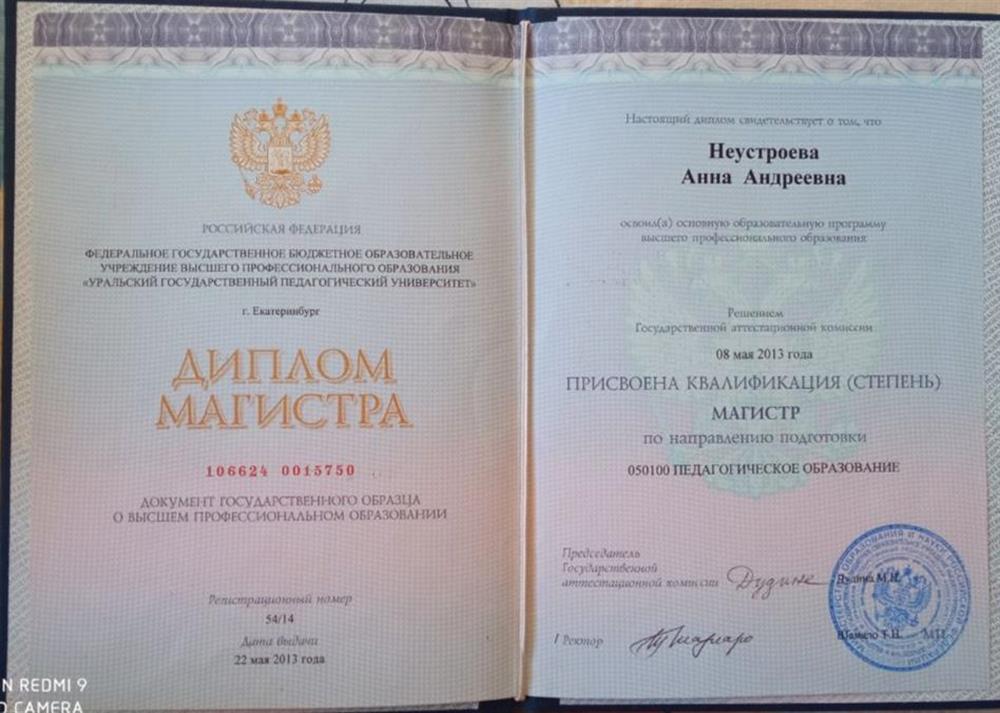 РОССИЙСКАЯ ФЕДЕРАЦИЯ
ФЕДЕРАЛЬНОЕ ГОСУДАРСТВЕННОЕ БЮДЖЕТНОЕ ОБРАЗОВАТЕЛЬНОЕ
УЧРЕЖДЕНИЕ ВЫСШЕГО ПРОФЕССИОНАЛЬНОГО ОБРАЗОВАНИЯ
«УРАЛЬСКИЙ ГОСУДАРСТВЕННЫЙ ПЕДАГОГИЧЕСКИЙ УНИВЕРСИТЕТ»
г. Екатеринбург
ДИПЛОМ
МАГИСТРА
106624 0015750
ДОКУМЕНТ ГОСУДАРСТВЕННОГО ОБРАЗЦА
О ВЫСШЕМ ПРОФЕССИОНАЛЬНОМ ОБРАЗОВАНИИ
Регистрационный номер
54/14
Дата выдачи
22 мая 2013 года
N REDMI 9
CAMERA
Настоящий диплом свидетельствует о том, что
Неустроева
Анна Андреевна
освоил(а) основную образовательную программу
высшего профессионального образования
Решением
Государственной аттестационной комиссии
08 мая 2013 года
ПРИСВОЕНА КВАЛИФИКАЦИЯ (СТЕПЕНЬ)
МАГИСТР
по направлению подготовки
050100 ПЕДАГОГИЧЕСКОЕ ОБРАЗОВАНИЕ
Председатель
Государственной
аттестационной комиссии
Ректор
М.П.